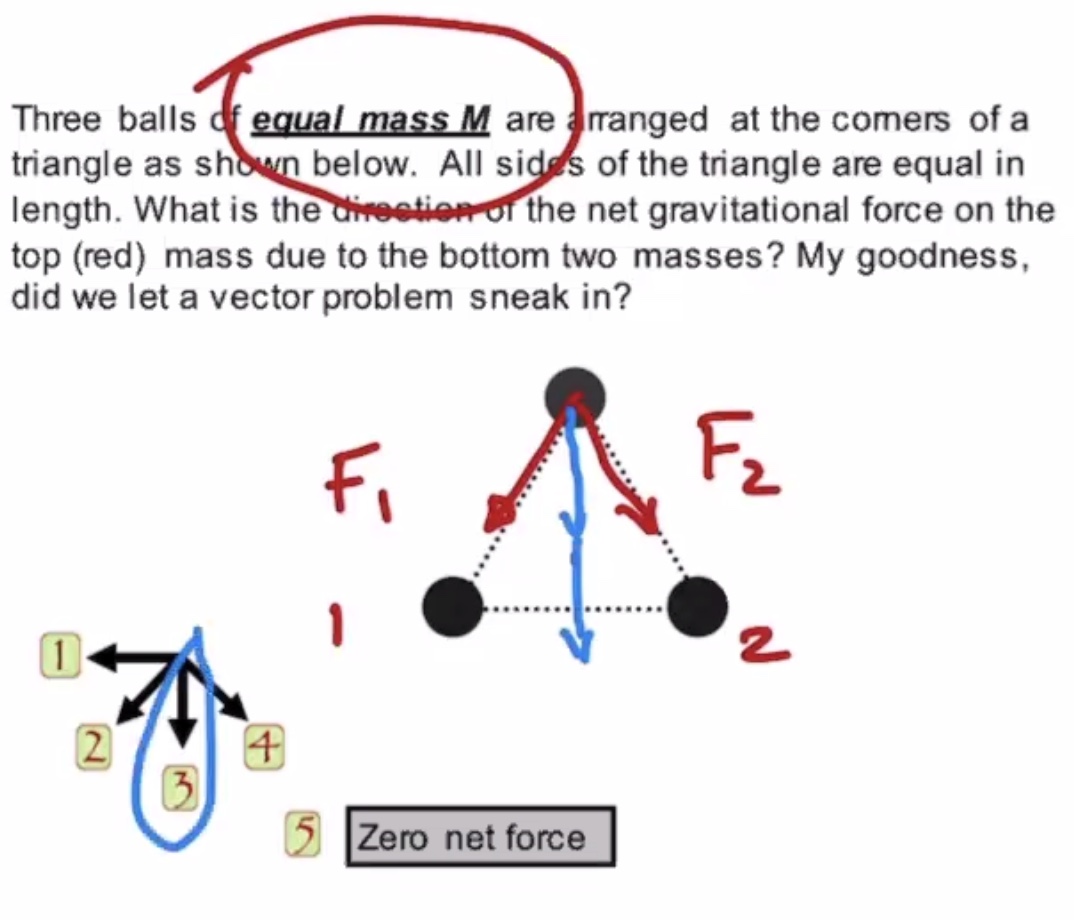 Three balls of equal mass M are arranged at the corners of a
triangle as shown below. All sides of the triangle are equal in
length. What is the direction of the net gravitational force on the
top (red) mass due to the bottom two masses? My goodness,
did we let a vector problem sneak in?
F₁
F₂
1
2
1
2
3
4
5
Zero net force